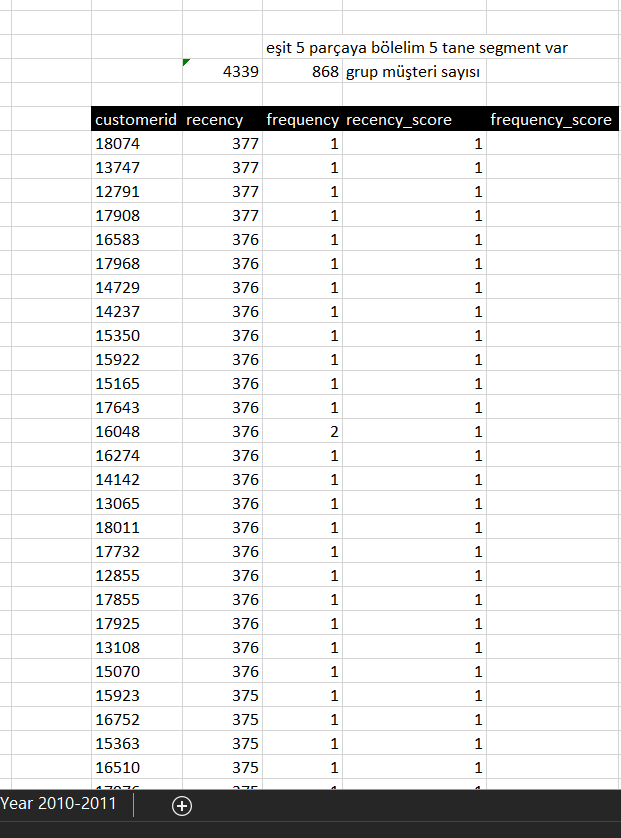 eşit 5 parçaya bölelim 5 tane segment var
4339 868 grup müşteri sayısı
customerid recency frequency recency_score frequency_score
18074 377 1 1
13747 377 1 1
12791 377 1 1
17908 377 1 1
16583 376 1 1
17968 376 1 1
14729 376 1 1
14237 376 1 1
15350 376 1 1
15922 376 1 1
15165 376 1 1
17643 376 1 1
16048 376 2 1
16274 376 1 1
14142 376 1 1
13065 376 1 1
18011 376 1 1
17732 376 1 1
12855 376 1 1
17855 376 1 1
17925 376 1 1
13108 376 1 1
15070 376 1 1
15923 375 1 1
16752 375 1 1
15363 375 1 1
16510 375 1 1
Year 2010-2011